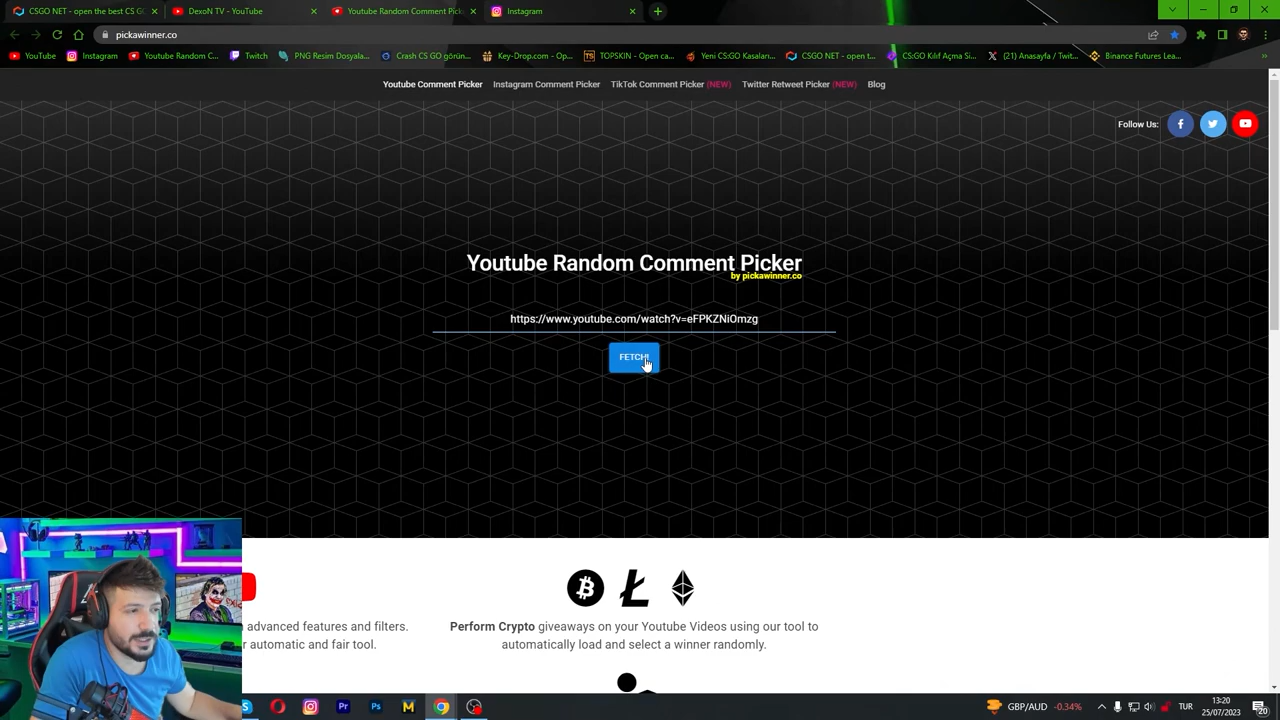 CSGO NET - open the best CS G
DexoN TV - YouTube
Youtube Random Comment Pick
Instagram
pickawinner.co
YouTube
Instagram
Youtube Random C...
Twitch
PNG Resim Dosyala...
Crash CS GO görün...
Key-Drop.com - Op...
TOPSKIN - Open ca...
Yeni CS:GO Kasaları...
CSGO NET - open t...
CS:GO Kılıf Açma Si...
(21) Anasayfa / Twit...
Binance Futures Lea...
Youtube Comment Picker
Instagram Comment Picker
TikTok Comment Picker (NEW)
Twitter Retweet Picker (NEW)
Blog
Follow Us:
Youtube Random Comment Picker
by pickawinner.co
https://www.youtube.com/watch?v=eFPKZNiOmzg
FETCH!
advanced features and filters.
r automatic and fair tool.
Perform Crypto giveaways on your Youtube Videos using our tool to
automatically load and select a winner randomly.
GBP/AUD -0.34%
TUR
13:20
25/07/2023
20